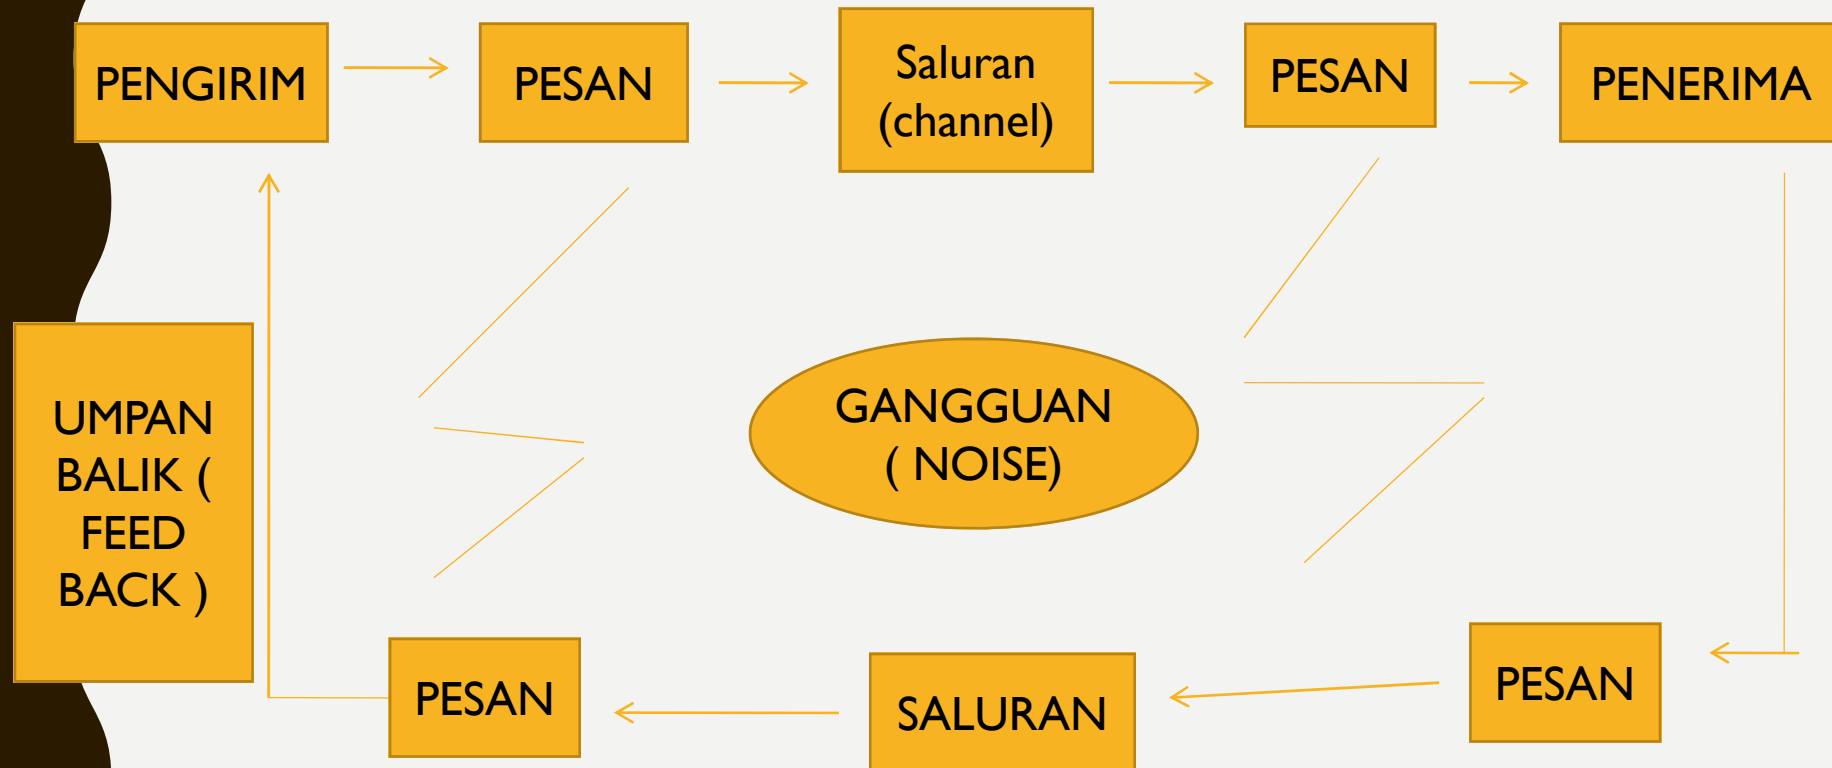 PENGIRIM
PESAN
Saluran
(channel)
PESAN
PENERIMA
UMPAN
BALIK (
FEED
BACK )
GANGGUAN
( NOISE)
PESAN
SALURAN
PESAN